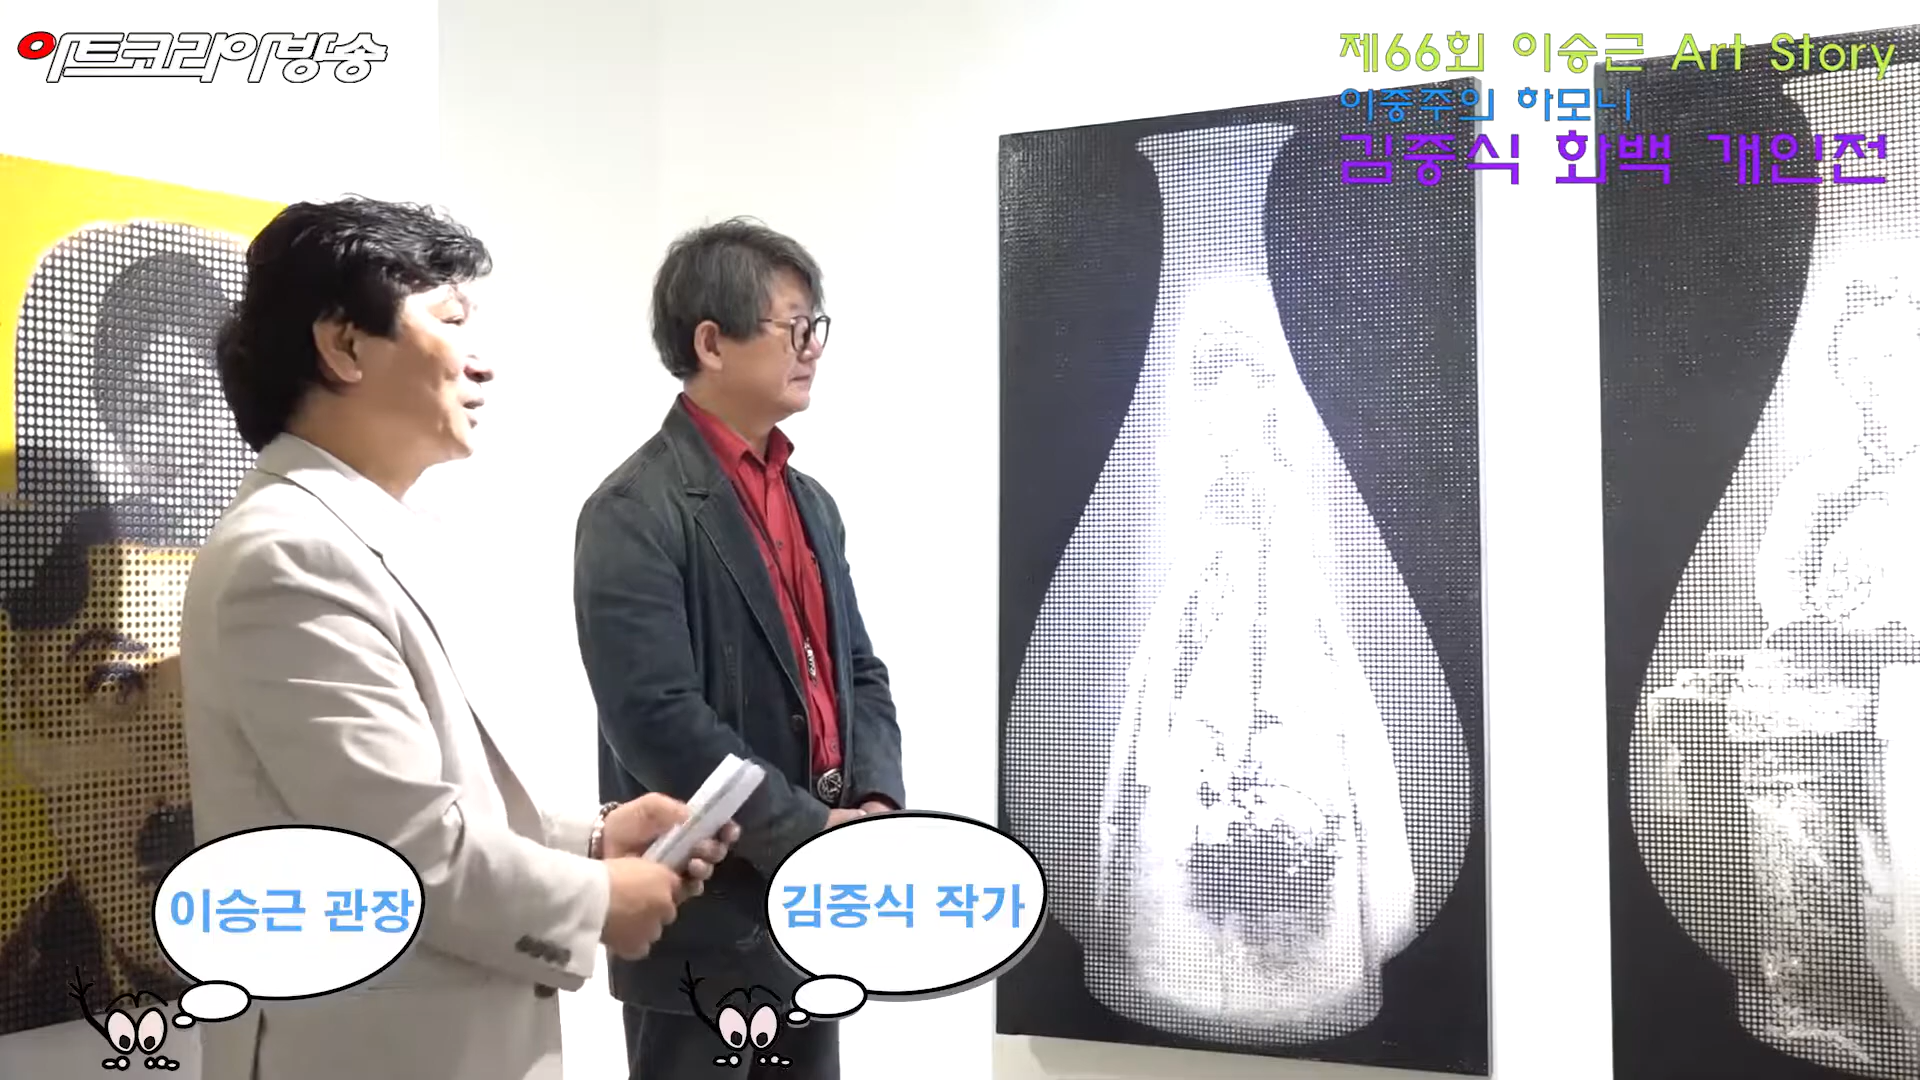 아트코리아방송
제66회 이승근 Art Story
이중주의 하모니
김중식 화백 개인전
이승근 관장
김중식 작가